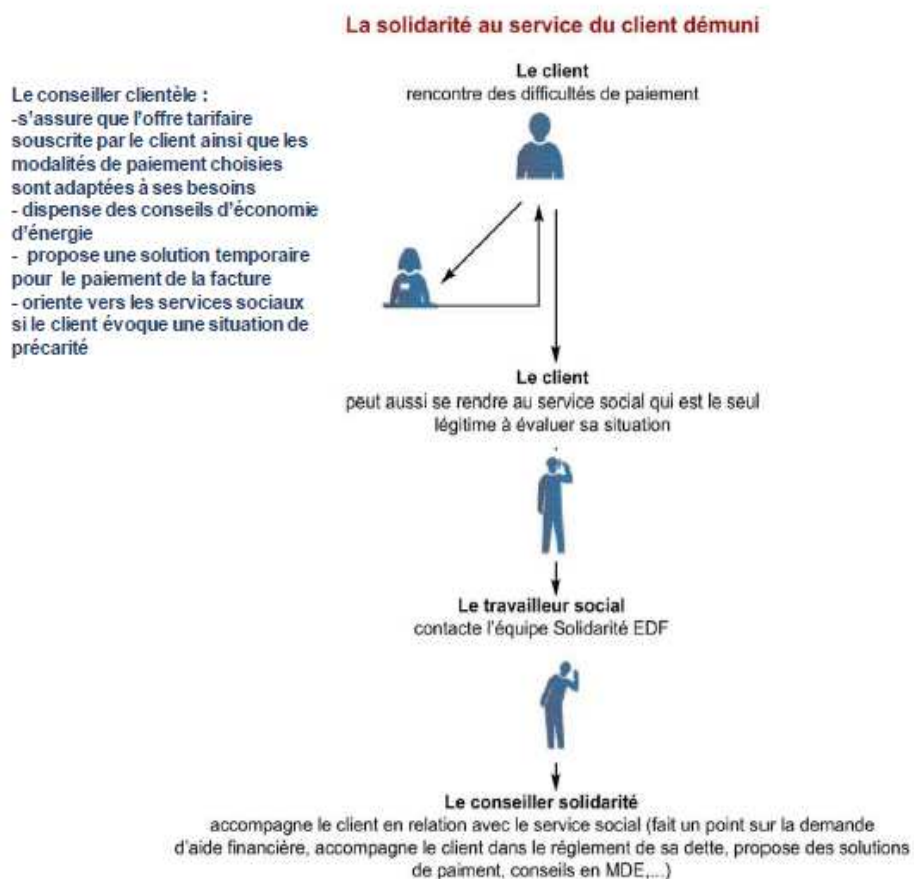 La solidarité au service du client démuni
Le client
rencontre des difficultés de paiement
Le conseiller clientèle :
-s'assure que l'offre tarifaire
souscrite par le client ainsi que les
modalités de paiement choisies
sont adaptées à ses besoins
- dispense des conseils d'économie
d'énergie
- propose une solution temporaire
pour le paiement de la facture
- oriente vers les services sociaux
si le client évoque une situation de
précarité
Le client
peut aussi se rendre au service social qui est le seul
légitime à évaluer sa situation
Le travailleur social
contacte l'équipe Solidarité EDF
Le conseiller solidarité
accompagne le client en relation avec le service social (fait un point sur la demande
d'aide financière, accompagne le client dans le réglement de sa dette, propose des solutions
de paiment, conseils en MDE,...)